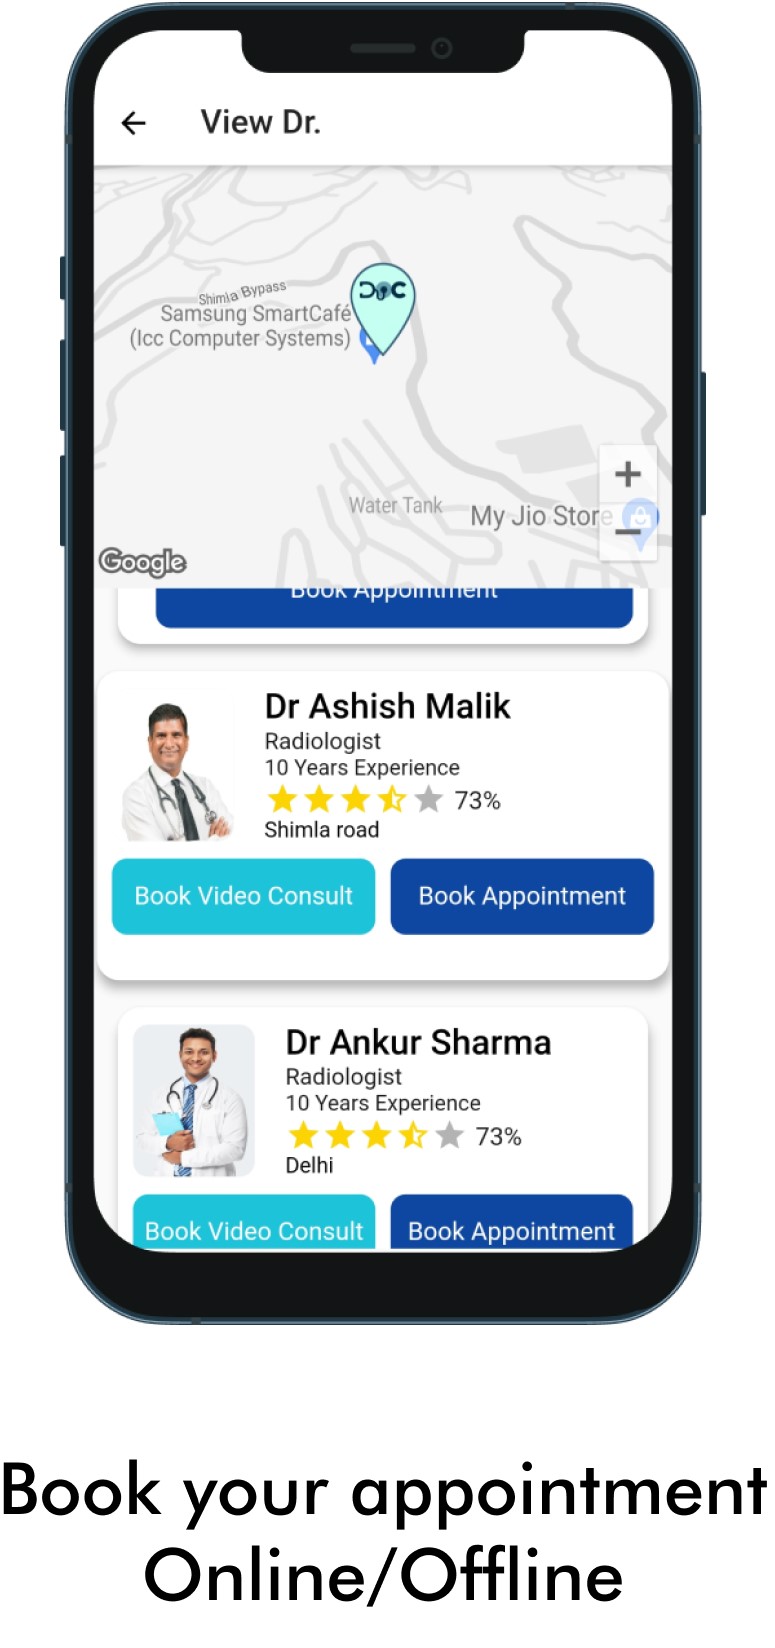 View Dr.
Shimla Bypass
Samsung SmartCafé
(Icc Computer Systems)
DOC
Water Tank
My Jio Store
+
−
Google
Book Appointment
Dr Ashish Malik
Radiologist
10 Years Experience
73%
Shimla road
Book Video Consult
Book Appointment
Dr Ankur Sharma
Radiologist
10 Years Experience
73%
Delhi
Book Video Consult
Book Appointment
Book your appointment
Online/Offline